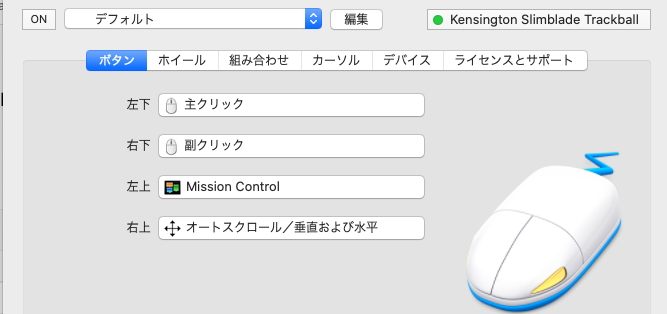 ON デフォルト 編集 Kensington Slimblade Trackball
ボタン ホイール 組み合わせ カーソル デバイス ライセンスとサポート
左下 主クリック
右下 副クリック
左上 Mission Control
右上 オートスクロール／垂直および水平